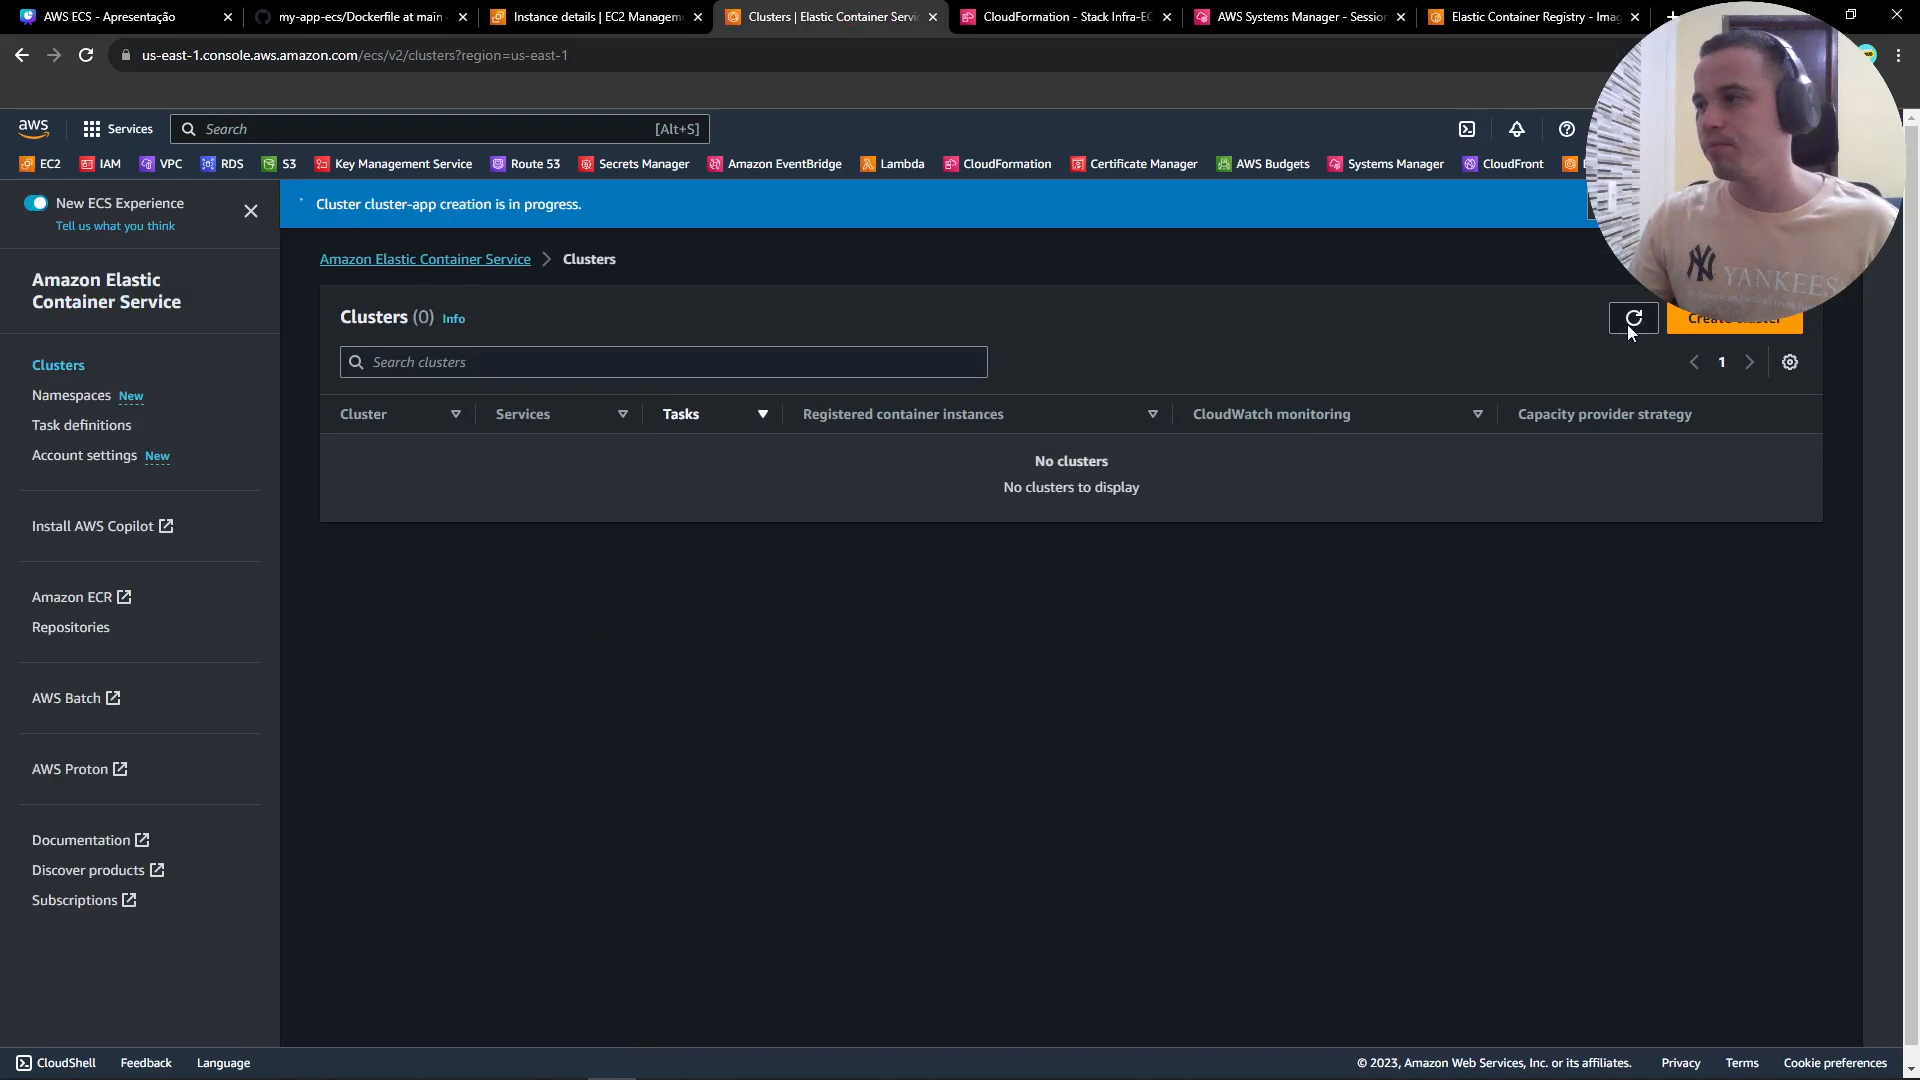 AWS ECS - Apresentação
my-app-ecs/Dockerfile at main
Instance details | EC2 Managem
Clusters | Elastic Container Servi
CloudFormation - Stack Infra-EC
AWS Systems Manager - Session
Elastic Container Registry - Imag
us-east-1.console.aws.amazon.com/ecs/v2/clusters?region=us-east-1
aws
Services
Search
[Alt+S]
EC2
IAM
VPC
RDS
S3
Key Management Service
Route 53
Secrets Manager
Amazon EventBridge
Lambda
CloudFormation
Certificate Manager
AWS Budgets
Systems Manager
CloudFront
New ECS Experience
Tell us what you think
Cluster cluster-app creation is in progress.
Amazon Elastic Container Service
Clusters
Amazon Elastic
Container Service
Clusters (0) Info
Create cluster
Search clusters
1
Cluster
Services
Tasks
Registered container instances
CloudWatch monitoring
Capacity provider strategy
No clusters
No clusters to display
Clusters
Namespaces New
Task definitions
Account settings New
Install AWS Copilot
Amazon ECR
Repositories
AWS Batch
AWS Proton
Documentation
Discover products
Subscriptions
YANKEES
CloudShell
Feedback
Language
© 2023, Amazon Web Services, Inc. or its affiliates.
Privacy
Terms
Cookie preferences